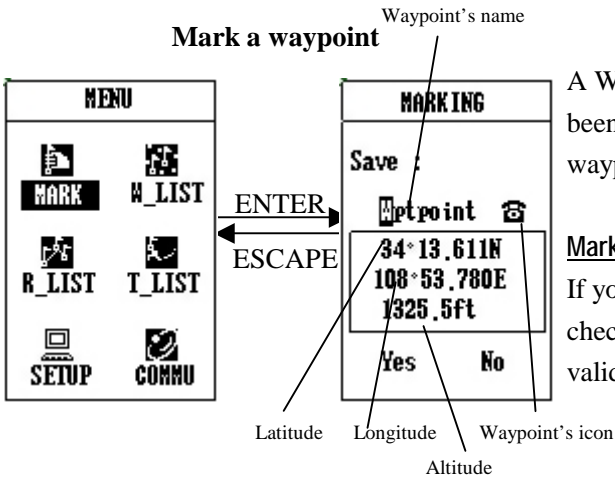 Waypoint's name
Mark a waypoint
MENU
MARK
W_LIST
R_LIST
T_LIST
SETUP
COMMU
ENTER
ESCAPE
MARKING
Save :
Wptpoint
34°13.611N
108°53.780E
1325.5ft
Yes No
A W
been
wayp
Mark
If yo
chec
valid
Latitude
Longitude
Waypoint's icon
Altitude